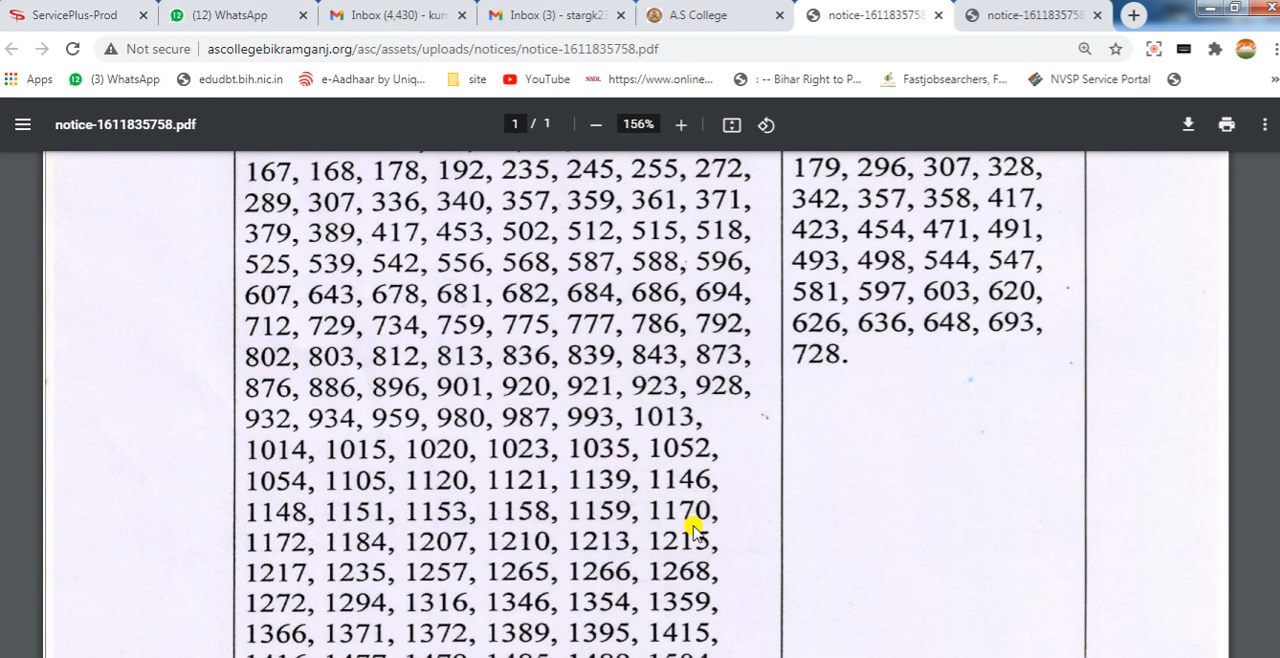 ServicePlus-Prod
(12) WhatsApp
Inbox (4,430) - kum
Inbox (3) - stargk23
A.S College
notice-1611835758
notice-1611835758
Not secure | ascollegebikramganj.org/asc/assets/uploads/notices/notice-1611835758.pdf
Apps
(3) WhatsApp
edudbt.bih.nic.in
e-Aadhaar by Uniq...
site
YouTube
NSDL
https://www.online...
: -- Bihar Right to P...
Fastjobsearchers, F...
NVSP Service Portal
»
notice-1611835758.pdf
1 / 1
156%
167, 168, 178, 192, 235, 245, 255, 272,
289, 307, 336, 340, 357, 359, 361, 371,
379, 389, 417, 453, 502, 512, 515, 518,
525, 539, 542, 556, 568, 587, 588, 596,
607, 643, 678, 681, 682, 684, 686, 694,
712, 729, 734, 759, 775, 777, 786, 792,
802, 803, 812, 813, 836, 839, 843, 873,
876, 886, 896, 901, 920, 921, 923, 928,
932, 934, 959, 980, 987, 993, 1013,
1014, 1015, 1020, 1023, 1035, 1052,
1054, 1105, 1120, 1121, 1139, 1146,
1148, 1151, 1153, 1158, 1159, 1170,
1172, 1184, 1207, 1210, 1213, 1215,
1217, 1235, 1257, 1265, 1266, 1268,
1272, 1294, 1316, 1346, 1354, 1359,
1366, 1371, 1372, 1389, 1395, 1415,
179, 296, 307, 328,
342, 357, 358, 417,
423, 454, 471, 491,
493, 498, 544, 547,
581, 597, 603, 620,
626, 636, 648, 693,
728.